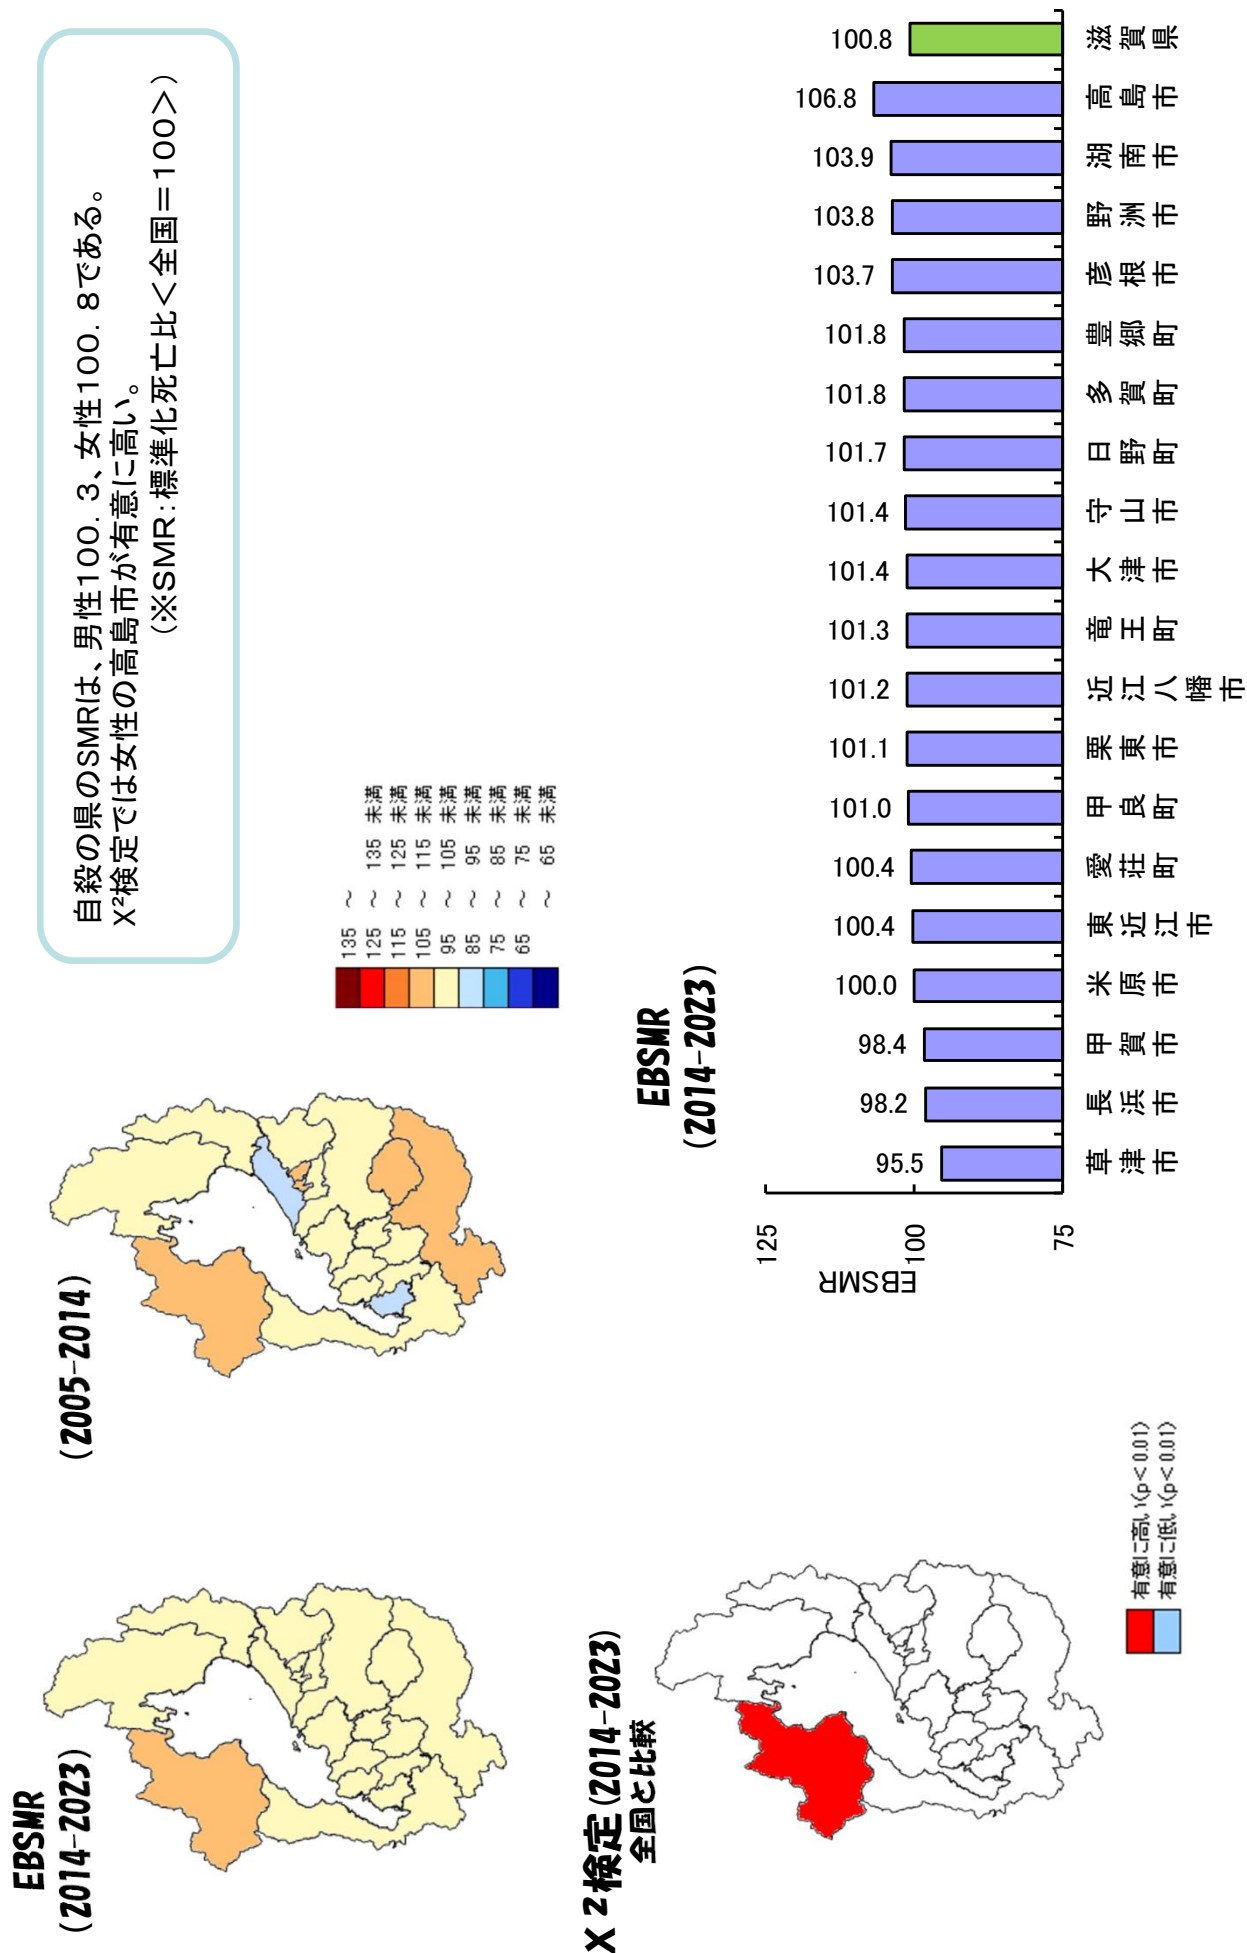 EBSMR
(2014-2023)
(2005-2014)
自殺の県のSMRは、男性100.3、女性100.8である。
X²検定では女性の高島市が有意に高い。
(※SMR:標準化死亡比<全国=100>)
135 ～
125 ～ 135 未満
115 ～ 125 未満
105 ～ 115 未満
95 ～ 105 未満
85 ～ 95 未満
75 ～ 85 未満
65 ～ 75 未満
～ 65 未満
X²検定(2014-2023)
全国と比較
有意に高い(p<0.01)
有意に低い(p<0.01)
EBSMR
(2014-2023)
EBSMR
125
100
75
95.5
98.2
98.4
100.0
100.4
100.4
101.0
101.1
101.2
101.3
101.4
101.4
101.7
101.8
101.8
103.7
103.8
103.9
106.8
100.8
草津市
長浜市
甲賀市
米原市
東近江市
愛荘町
甲良町
栗東市
近江八幡市
竜王町
大津市
守山市
日野町
多賀町
豊郷町
彦根市
野洲市
湖南市
高島市
滋賀県